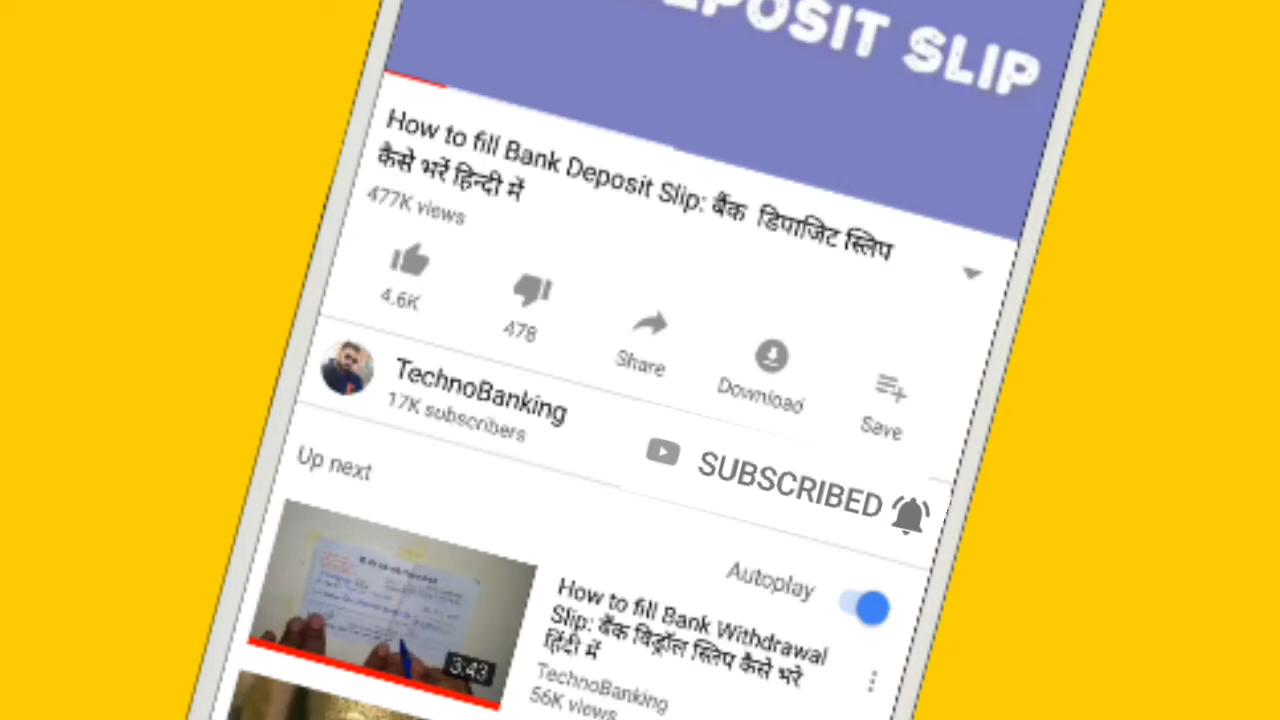 DEPOSIT SLIP
How to fill Bank Deposit Slip: बैंक डिपाजिट स्लिप
कैसे भरें हिन्दी में
477K views
4.6K
478
Share
Download
Save
TechnoBanking
17K subscribers
SUBSCRIBED
Up next
Autoplay
3:43
How to fill Bank Withdrawal
Slip: बैंक विड्रॉल स्लिप कैसे भरे
हिंदी में
TechnoBanking
56K views